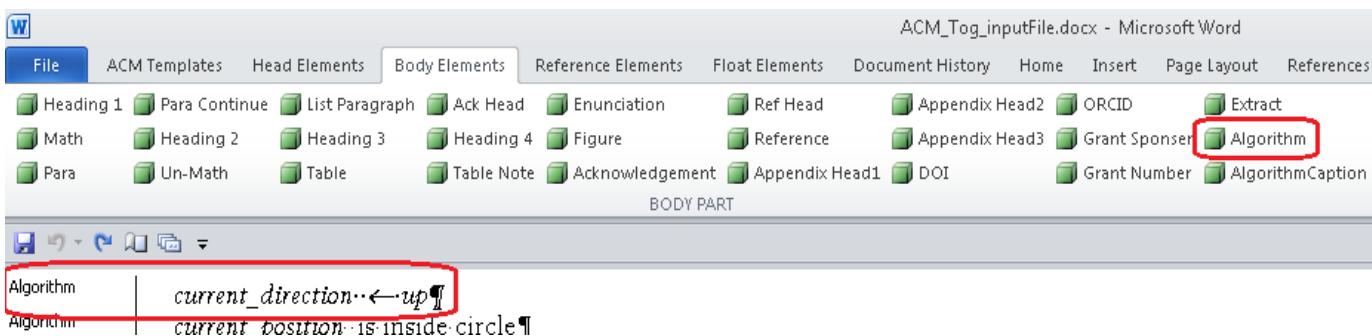 W ACM_Tog_inputFile.docx - Microsoft Word
File ACM Templates Head Elements Body Elements Reference Elements Float Elements Document History Home Insert Page Layout References
Heading 1 Para Continue List Paragraph Ack Head Enunciation Ref Head Appendix Head2 ORCID Extract
Math Heading 2 Heading 3 Heading 4 Figure Reference Appendix Head3 Grant Sponser Algorithm
Para Un-Math Table Table Note Acknowledgement Appendix Head1 DOI Grant Number AlgorithmCaption
BODY PART
Algorithm current_direction··←·up¶
Algorithm current_position··is·inside·circle¶